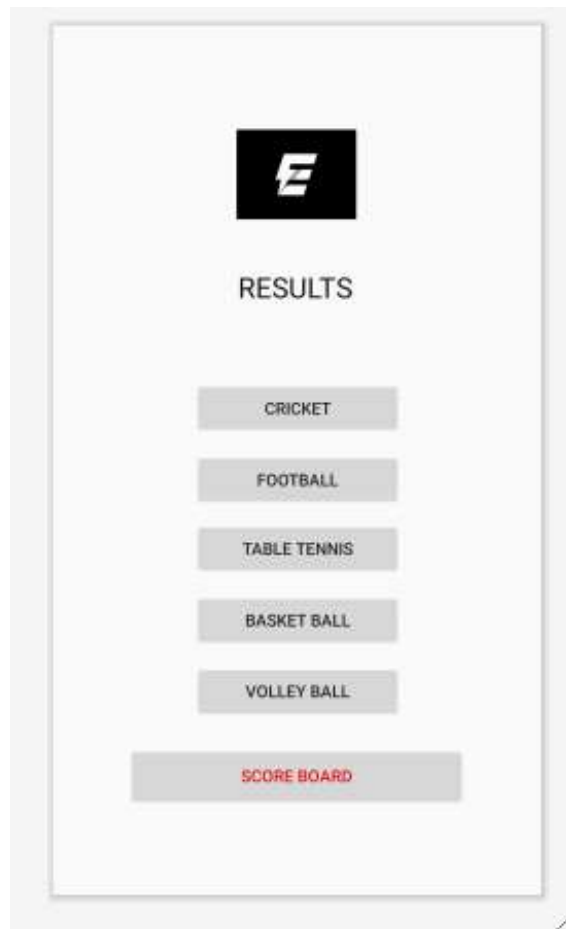 E
RESULTS
CRICKET
FOOTBALL
TABLE TENNIS
BASKET BALL
VOLLEY BALL
SCORE BOARD